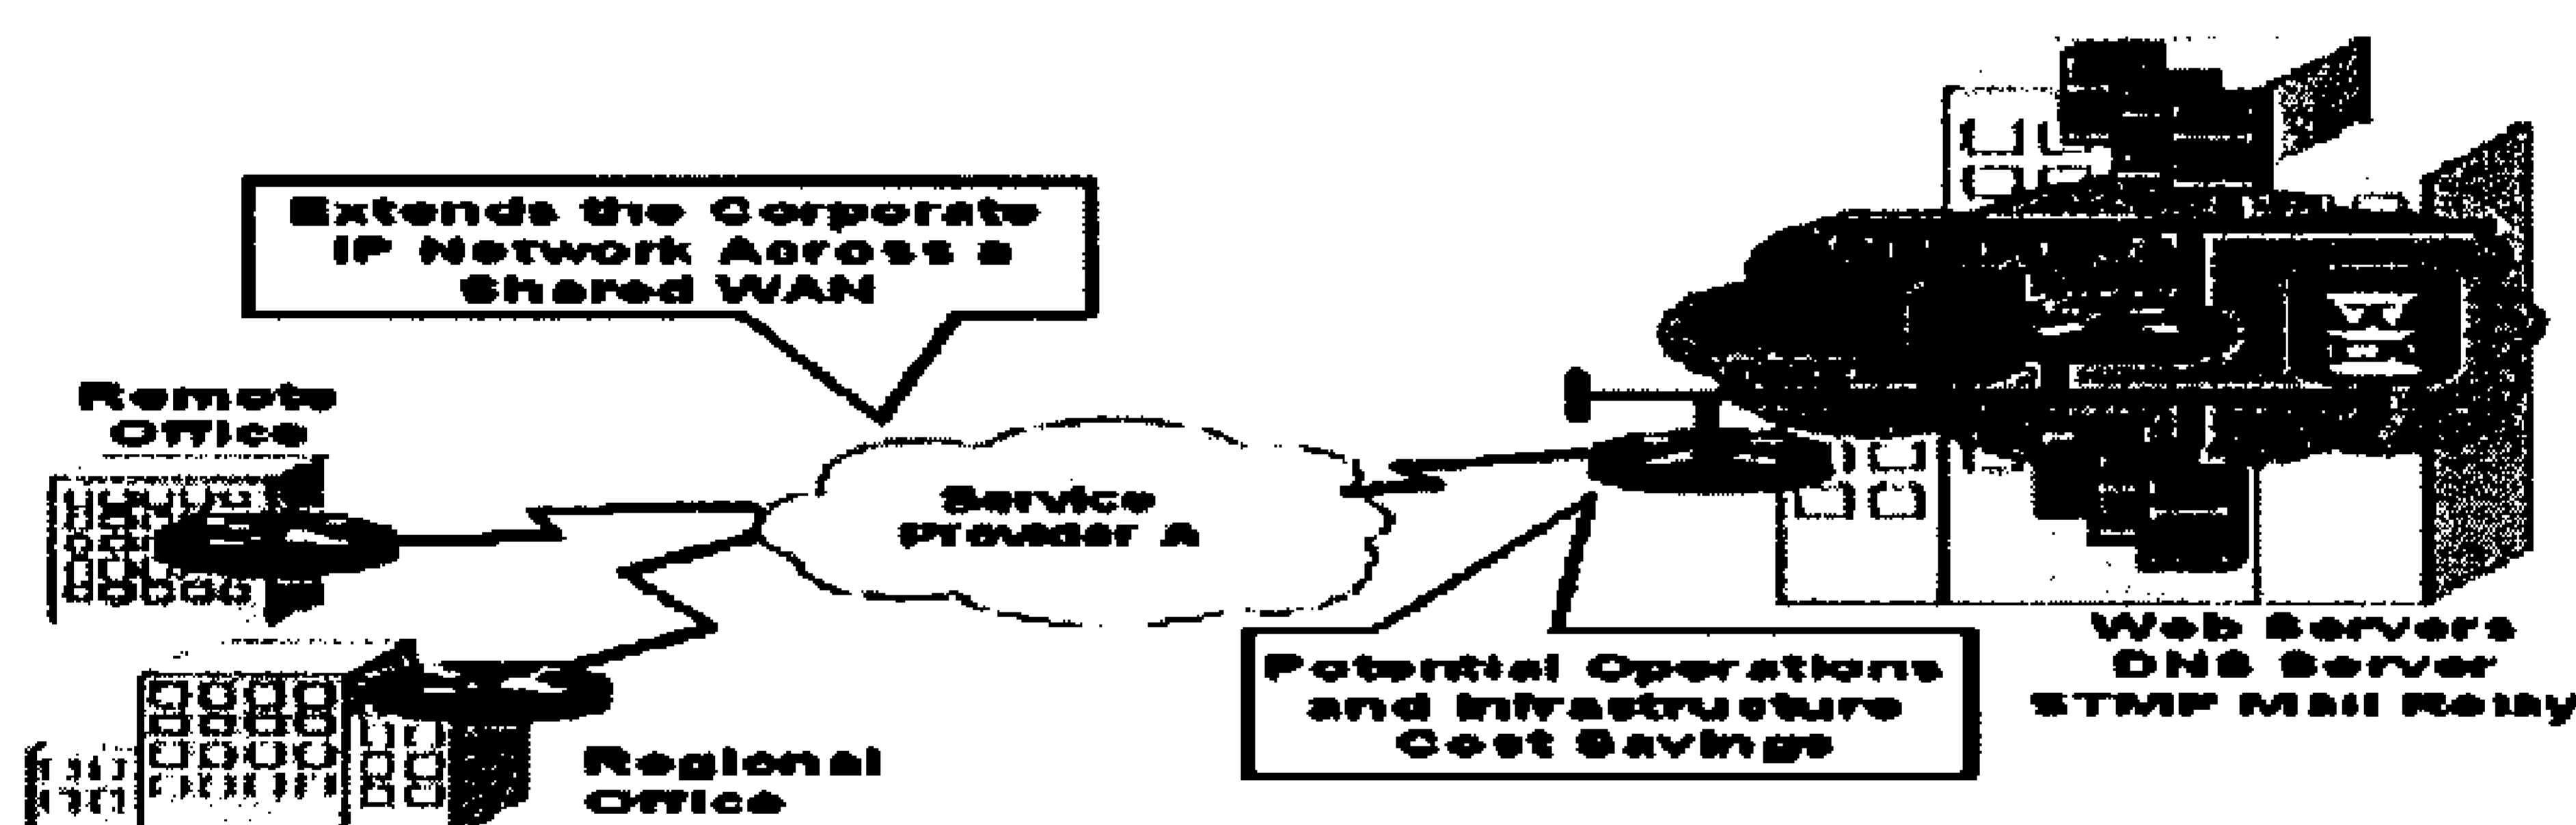 Extends the Corporate
IP Network Across a
Shared WAN
Remote
Office
Service
Provider A
Potential Operations
and Infrastructure
Cost Savings
Web Servers
DNS Server
STMP Mail Relay
Regional
Office